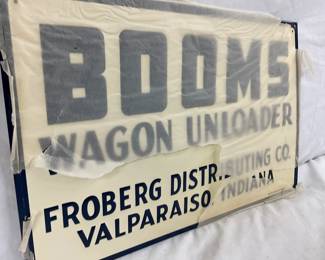 BOOMS
WAGON UNLOADER
FROBERG DISTRIBUTING CO.
VALPARAISO, INDIANA